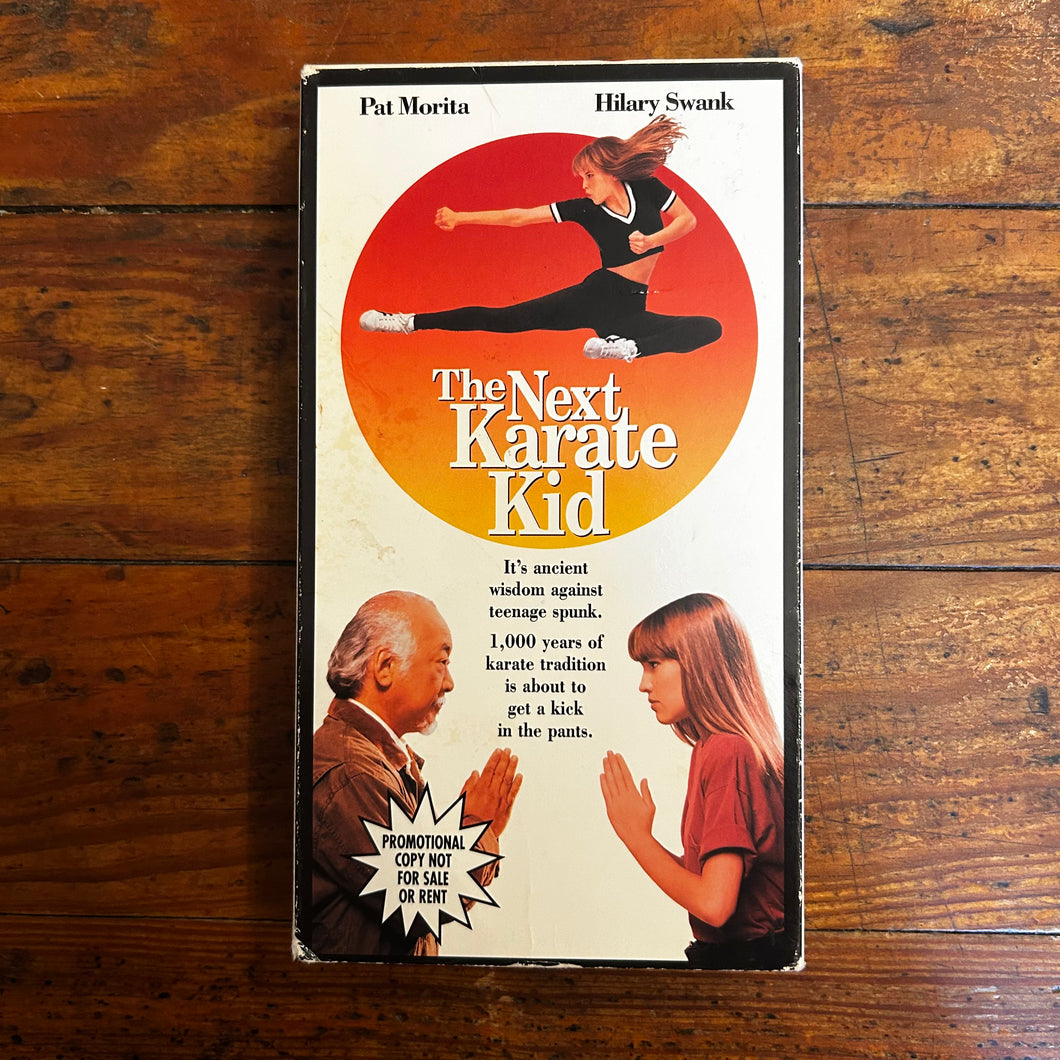 Pat Morita
Hilary Swank
The Next
Karate
Kid
It's ancient
wisdom against
teenage spunk.
1,000 years of
karate tradition
is about to
get a kick
in the pants.
PROMOTIONAL
COPY NOT
FOR SALE
OR RENT